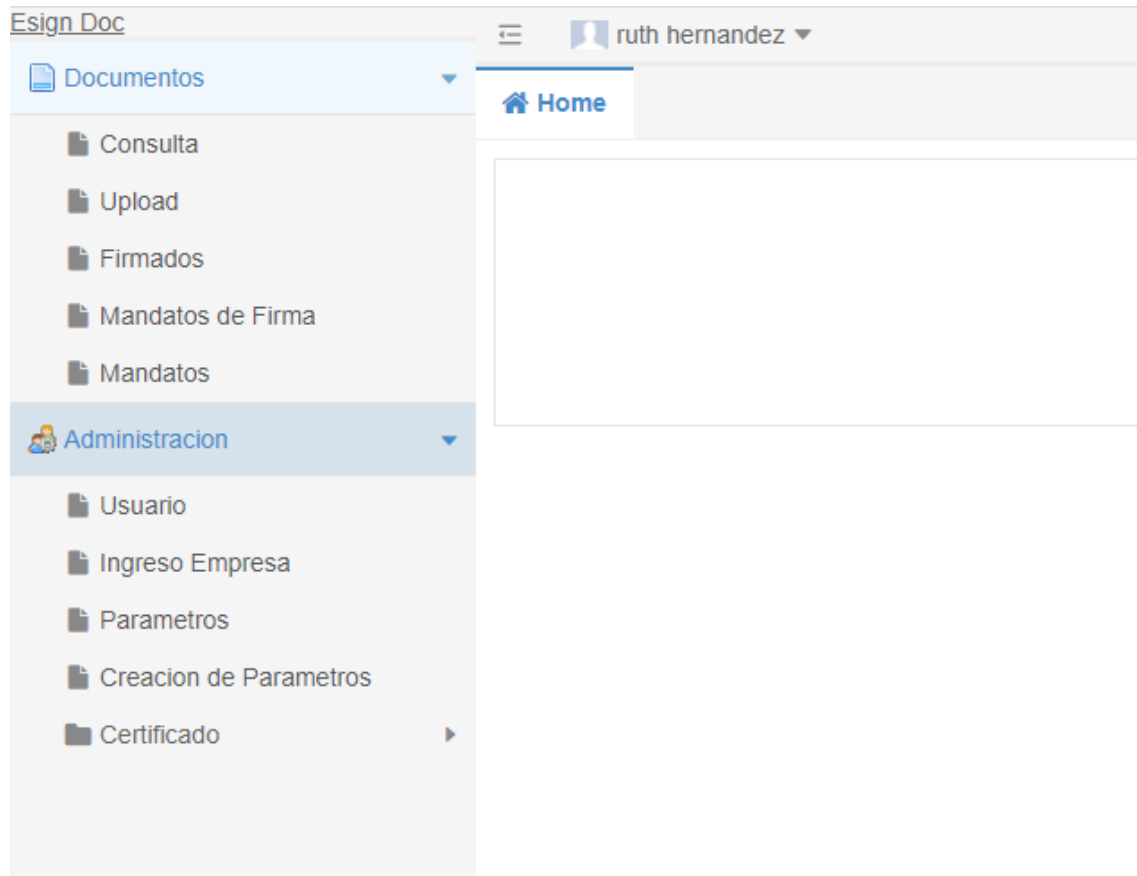 Esign Doc
ruth hernandez
Documentos
Home
Consulta
Upload
Firmados
Mandatos de Firma
Mandatos
Administracion
Usuario
Ingreso Empresa
Parametros
Creacion de Parametros
Certificado